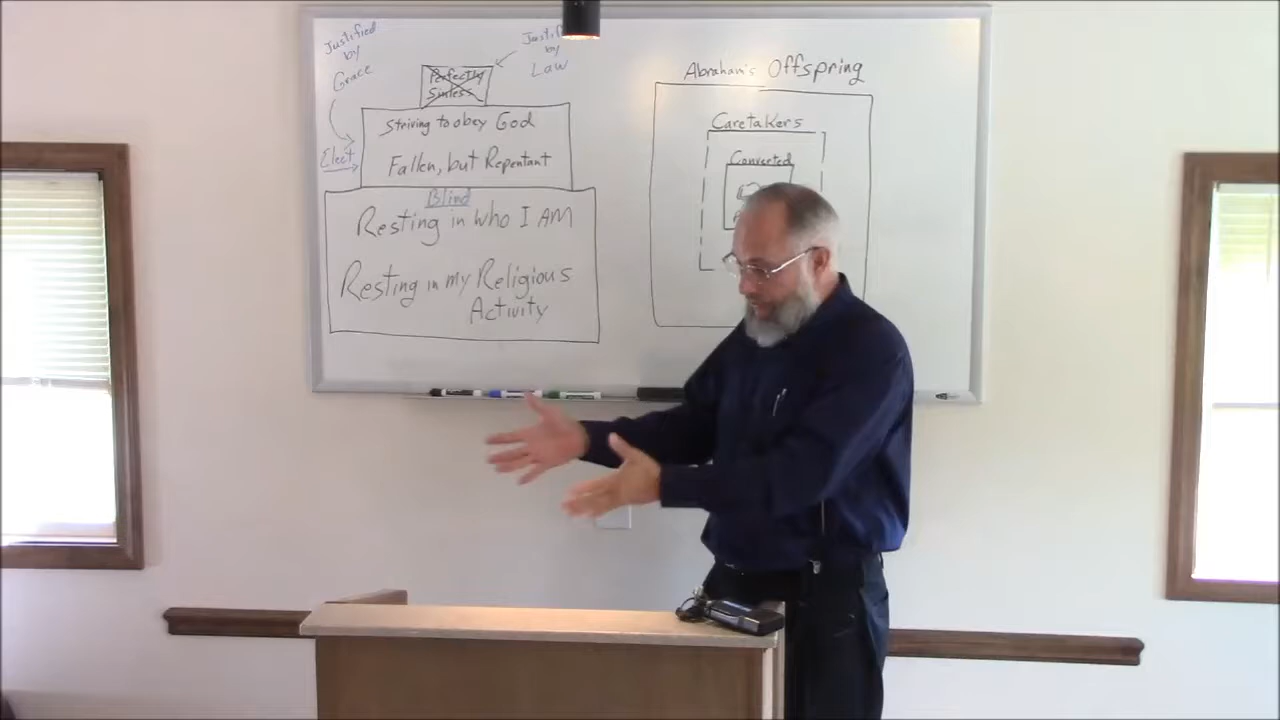 Justified
by
Grace
Justif
by
Law
Perfectly
Sinless
Striving to obey God
Elect
Fallen, but Repentant
Blind
Resting in who I AM
Resting in my Religious
Activity
Abraham's Offspring
Caretakers
Converted